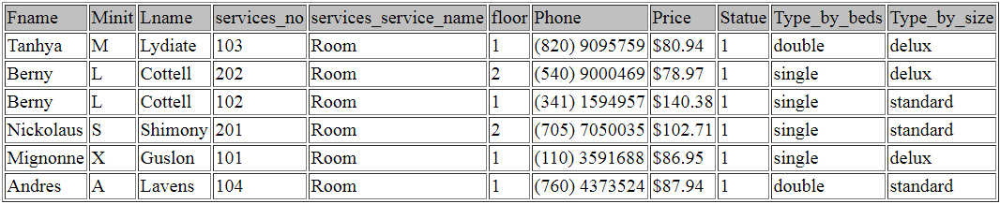 Fname Minit Lname services_no services_service_name floor Phone Price Statue Type_by_beds Type_by_size
Tanhya M Lydiate 103 Room 1 (820) 9095759 $80.94 1 double delux
Berny L Cottell 202 Room 2 (540) 9000469 $78.97 1 single delux
Berny L Cottell 102 Room 1 (341) 1594957 $140.38 1 single standard
Nickolaus S Shimony 201 Room 2 (705) 7050035 $102.71 1 single standard
Mignonne X Guslon 101 Room 1 (110) 3591688 $86.95 1 single delux
Andres A Lavens 104 Room 1 (760) 4373524 $87.94 1 double standard